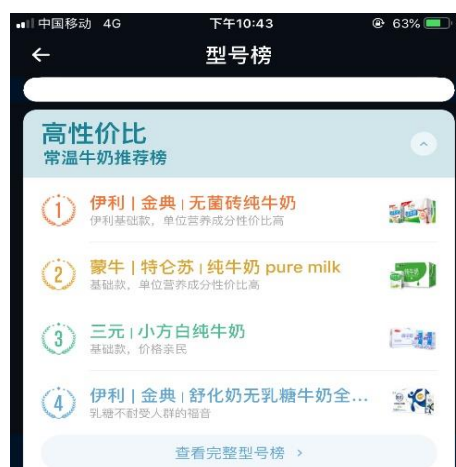 中国移动 4G 下午10:43 63%
型号榜
高性价比
常温牛奶推荐榜
1 伊利 | 金典 | 无菌砖纯牛奶
伊利基础款，单位营养成分性价比高
2 蒙牛 | 特仑苏 | 纯牛奶 pure milk
基础款，单位营养成分性价比高
3 三元 | 小方白纯牛奶
基础款，价格亲民
4 伊利 | 金典 | 舒化奶无乳糖牛奶全...
乳糖不耐受人群的福音
查看完整型号榜 >